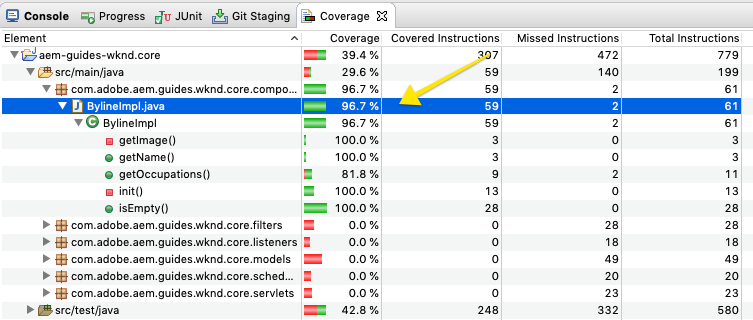 Console Progress JUnit Git Staging Coverage
Element Coverage Covered Instructions Missed Instructions Total Instructions
aem-guides-wknd.core 39.4 % 307 472 779
src/main/java 29.6 % 59 140 199
com.adobe.aem.guides.wknd.core.compo... 96.7 % 59 2 61
BylineImpl.java 96.7 % 59 2 61
BylineImpl 96.7 % 59 2 61
getImage() 100.0 % 3 0 3
getName() 100.0 % 3 0 3
getOccupations() 81.8 % 9 2 11
init() 100.0 % 13 0 13
isEmpty() 100.0 % 28 0 28
com.adobe.aem.guides.wknd.core.filters 0.0 % 0 28 28
com.adobe.aem.guides.wknd.core.listeners 0.0 % 0 18 18
com.adobe.aem.guides.wknd.core.models 0.0 % 0 49 49
com.adobe.aem.guides.wknd.core.sched... 0.0 % 0 20 20
com.adobe.aem.guides.wknd.core.servlets 0.0 % 0 23 23
src/test/java 42.8 % 248 332 580